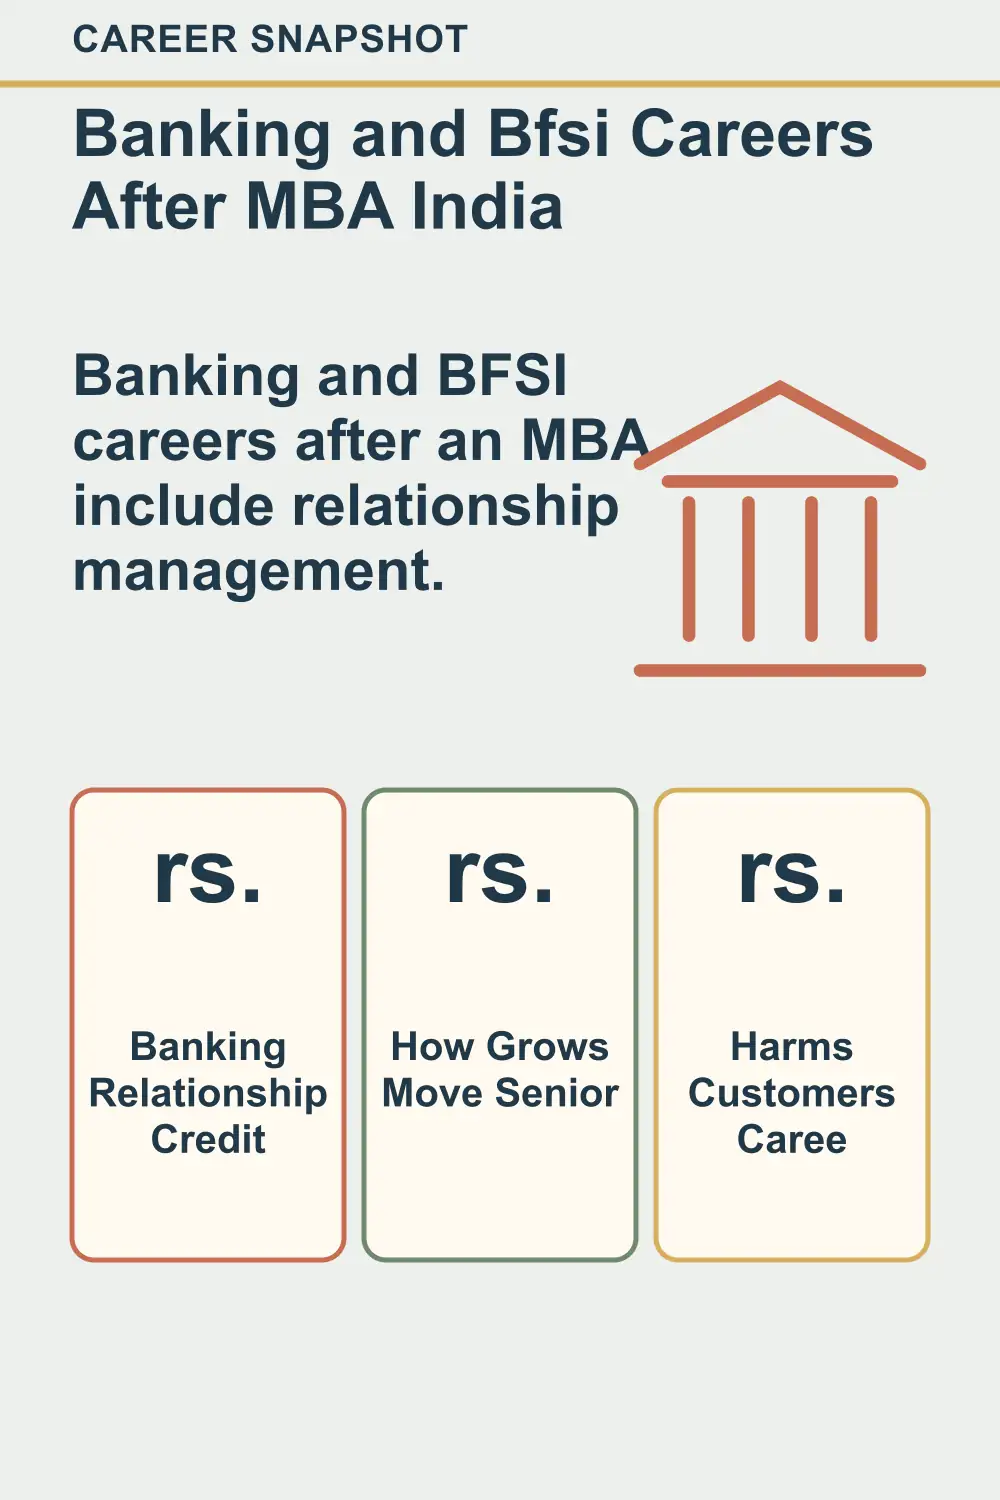 CAREER SNAPSHOT
Banking and Bfsi Careers
After MBA India
Banking and BFSI
careers after an MBA
include relationship
management.
rs.
Banking
Relationship
Credit
rs.
How Grows
Move Senior
rs.
Harms
Customers
Caree